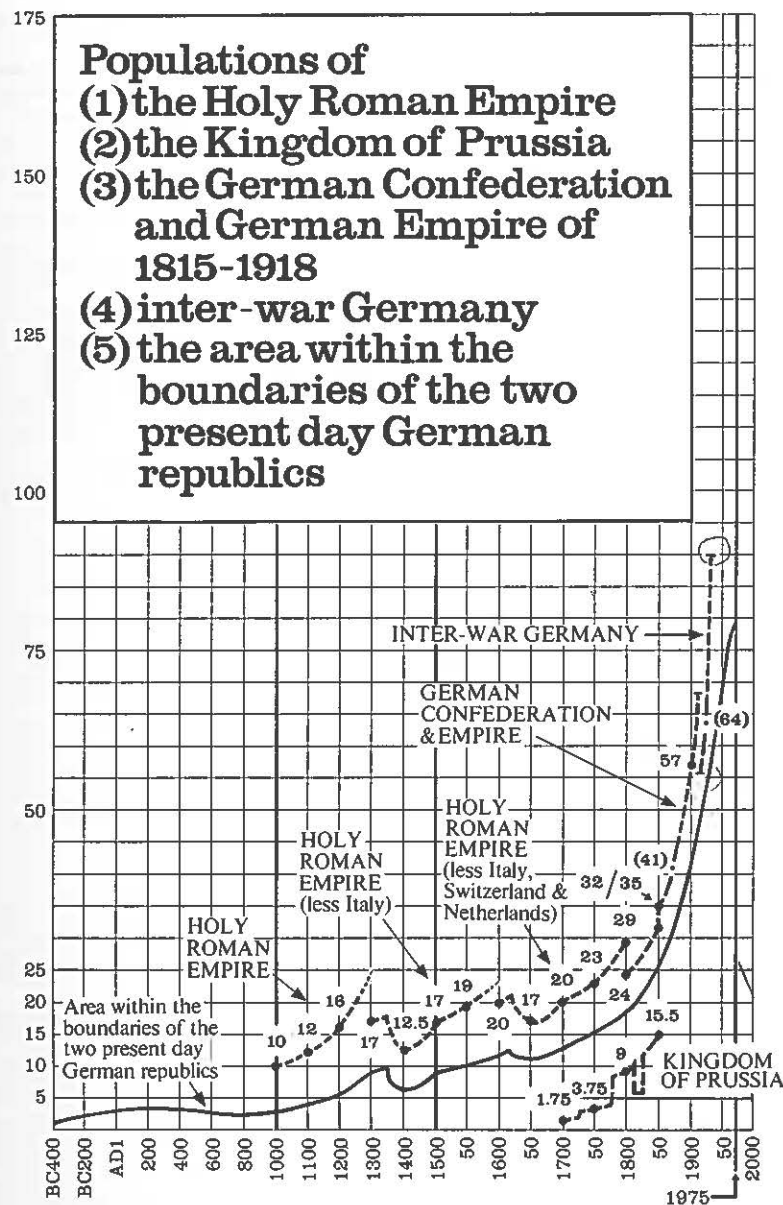 175
150
125
100
75
50
25
20
15
10
5
Populations of
(1) the Holy Roman Empire
(2) the Kingdom of Prussia
(3) the German Confederation
and German Empire of
1815-1918
(4) inter-war Germany
(5) the area within the
boundaries of the two
present day German
republics
INTER-WAR GERMANY
GERMAN
CONFEDERATION
& EMPIRE
(64)
57
HOLY
ROMAN
EMPIRE
(less Italy,
Switzerland &
Netherlands)
(41)
32 / 35
29
24
23
20
17
20
HOLY
ROMAN
EMPIRE
(less Italy)
19
17
12.5
17
HOLY
ROMAN
EMPIRE
16
12
10
Area within the
boundaries of the
two present day
German republics
15.5
9
3.75
1.75
KINGDOM
OF PRUSSIA
BC400
BC200
AD1
200
400
600
800
1000
1100
1200
1300
1400
1500
50
1600
50
1700
50
1800
50
1900
50
2000
1975